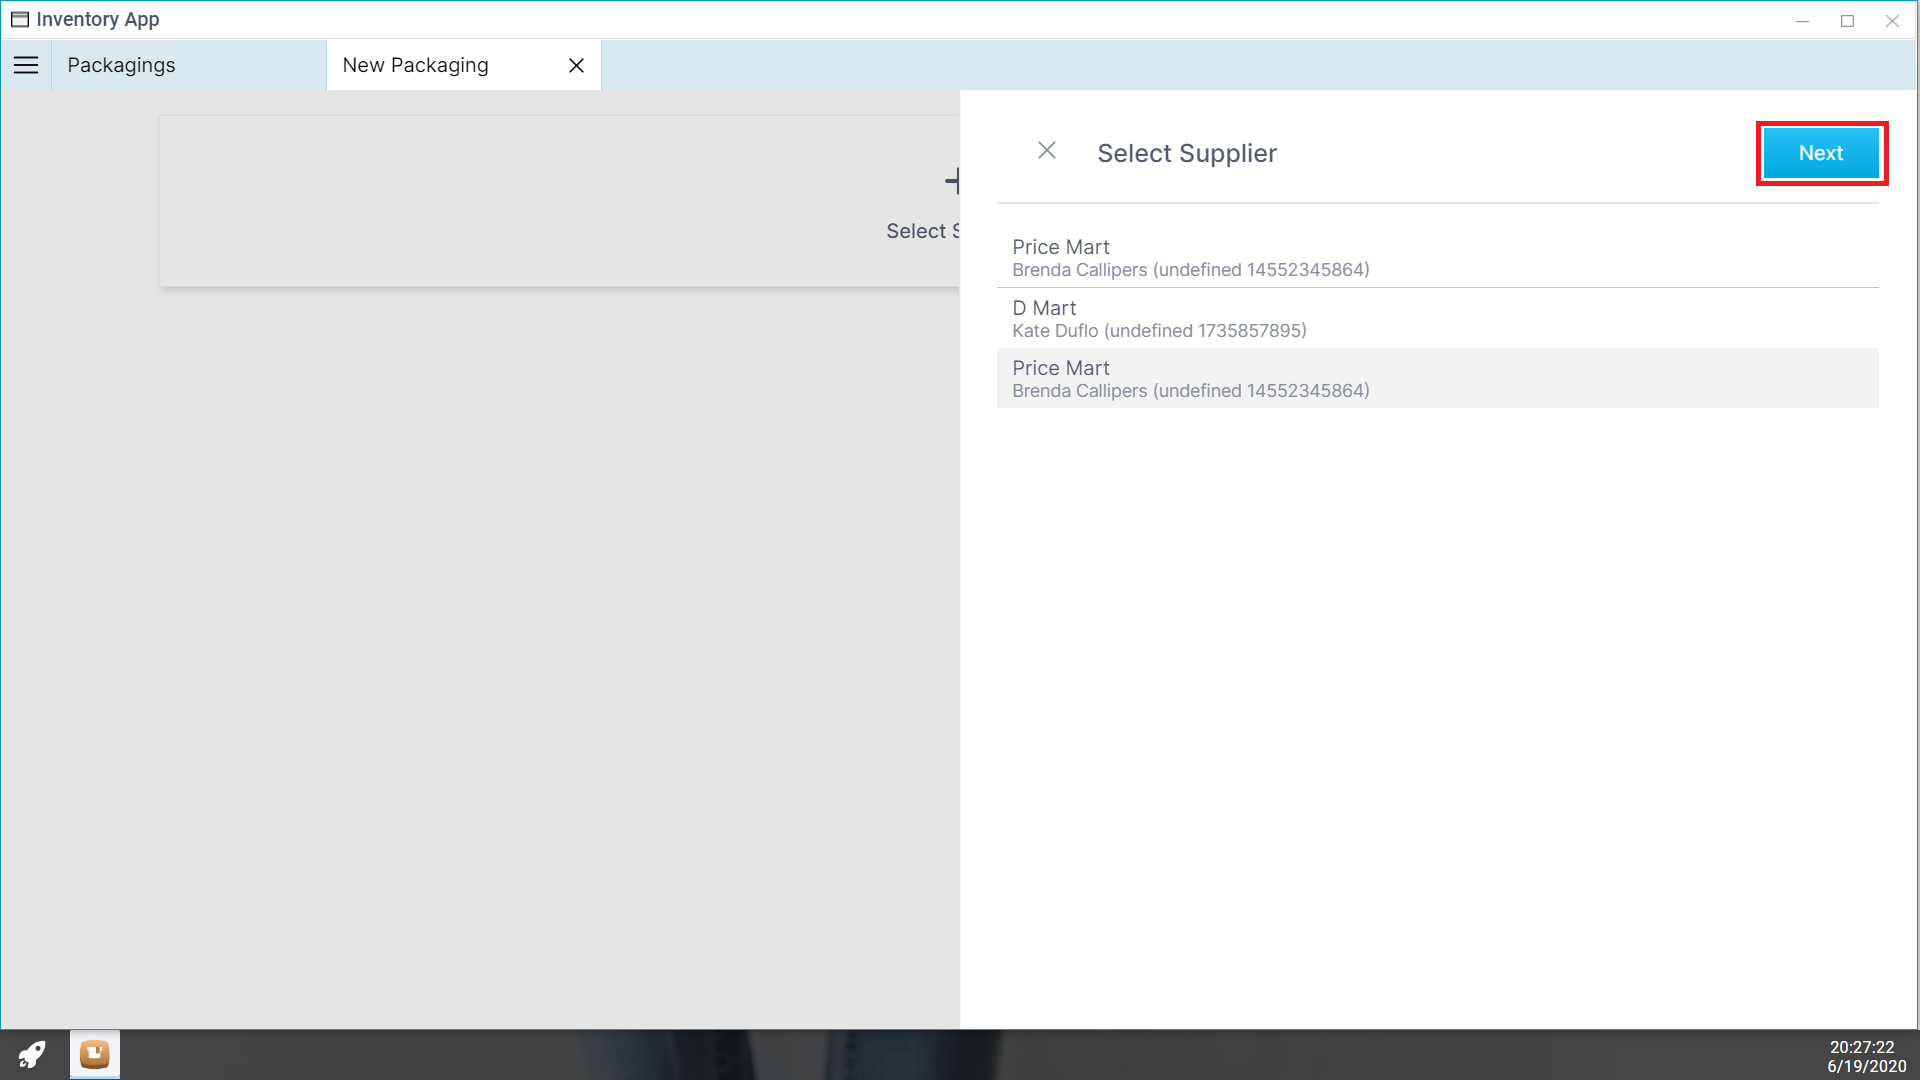 Inventory App
Packagings
New Packaging
Select Supplier
Next
Select S
Price Mart
Brenda Callipers (undefined 14552345864)
D Mart
Kate Duflo (undefined 1735857895)
Price Mart
Brenda Callipers (undefined 14552345864)
20:27:22
6/19/2020